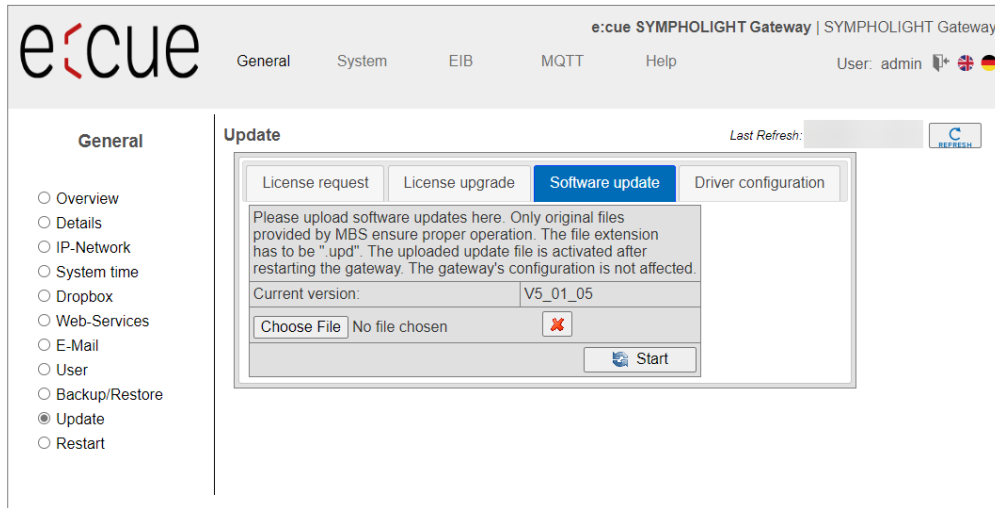 e:cue SYMPHOLIGHT Gateway | SYMPHOLIGHT Gateway
e:cue
General System EIB MQTT Help
User: admin
General
Overview
Details
IP-Network
System time
Dropbox
Web-Services
E-Mail
User
Backup/Restore
Update
Restart
Update
Last Refresh:
REFRESH
License request License upgrade Software update Driver configuration
Please upload software updates here. Only original files
provided by MBS ensure proper operation. The file extension
has to be ".upd". The uploaded update file is activated after
restarting the gateway. The gateway's configuration is not affected.
Current version: V5_01_05
Choose File No file chosen
Start